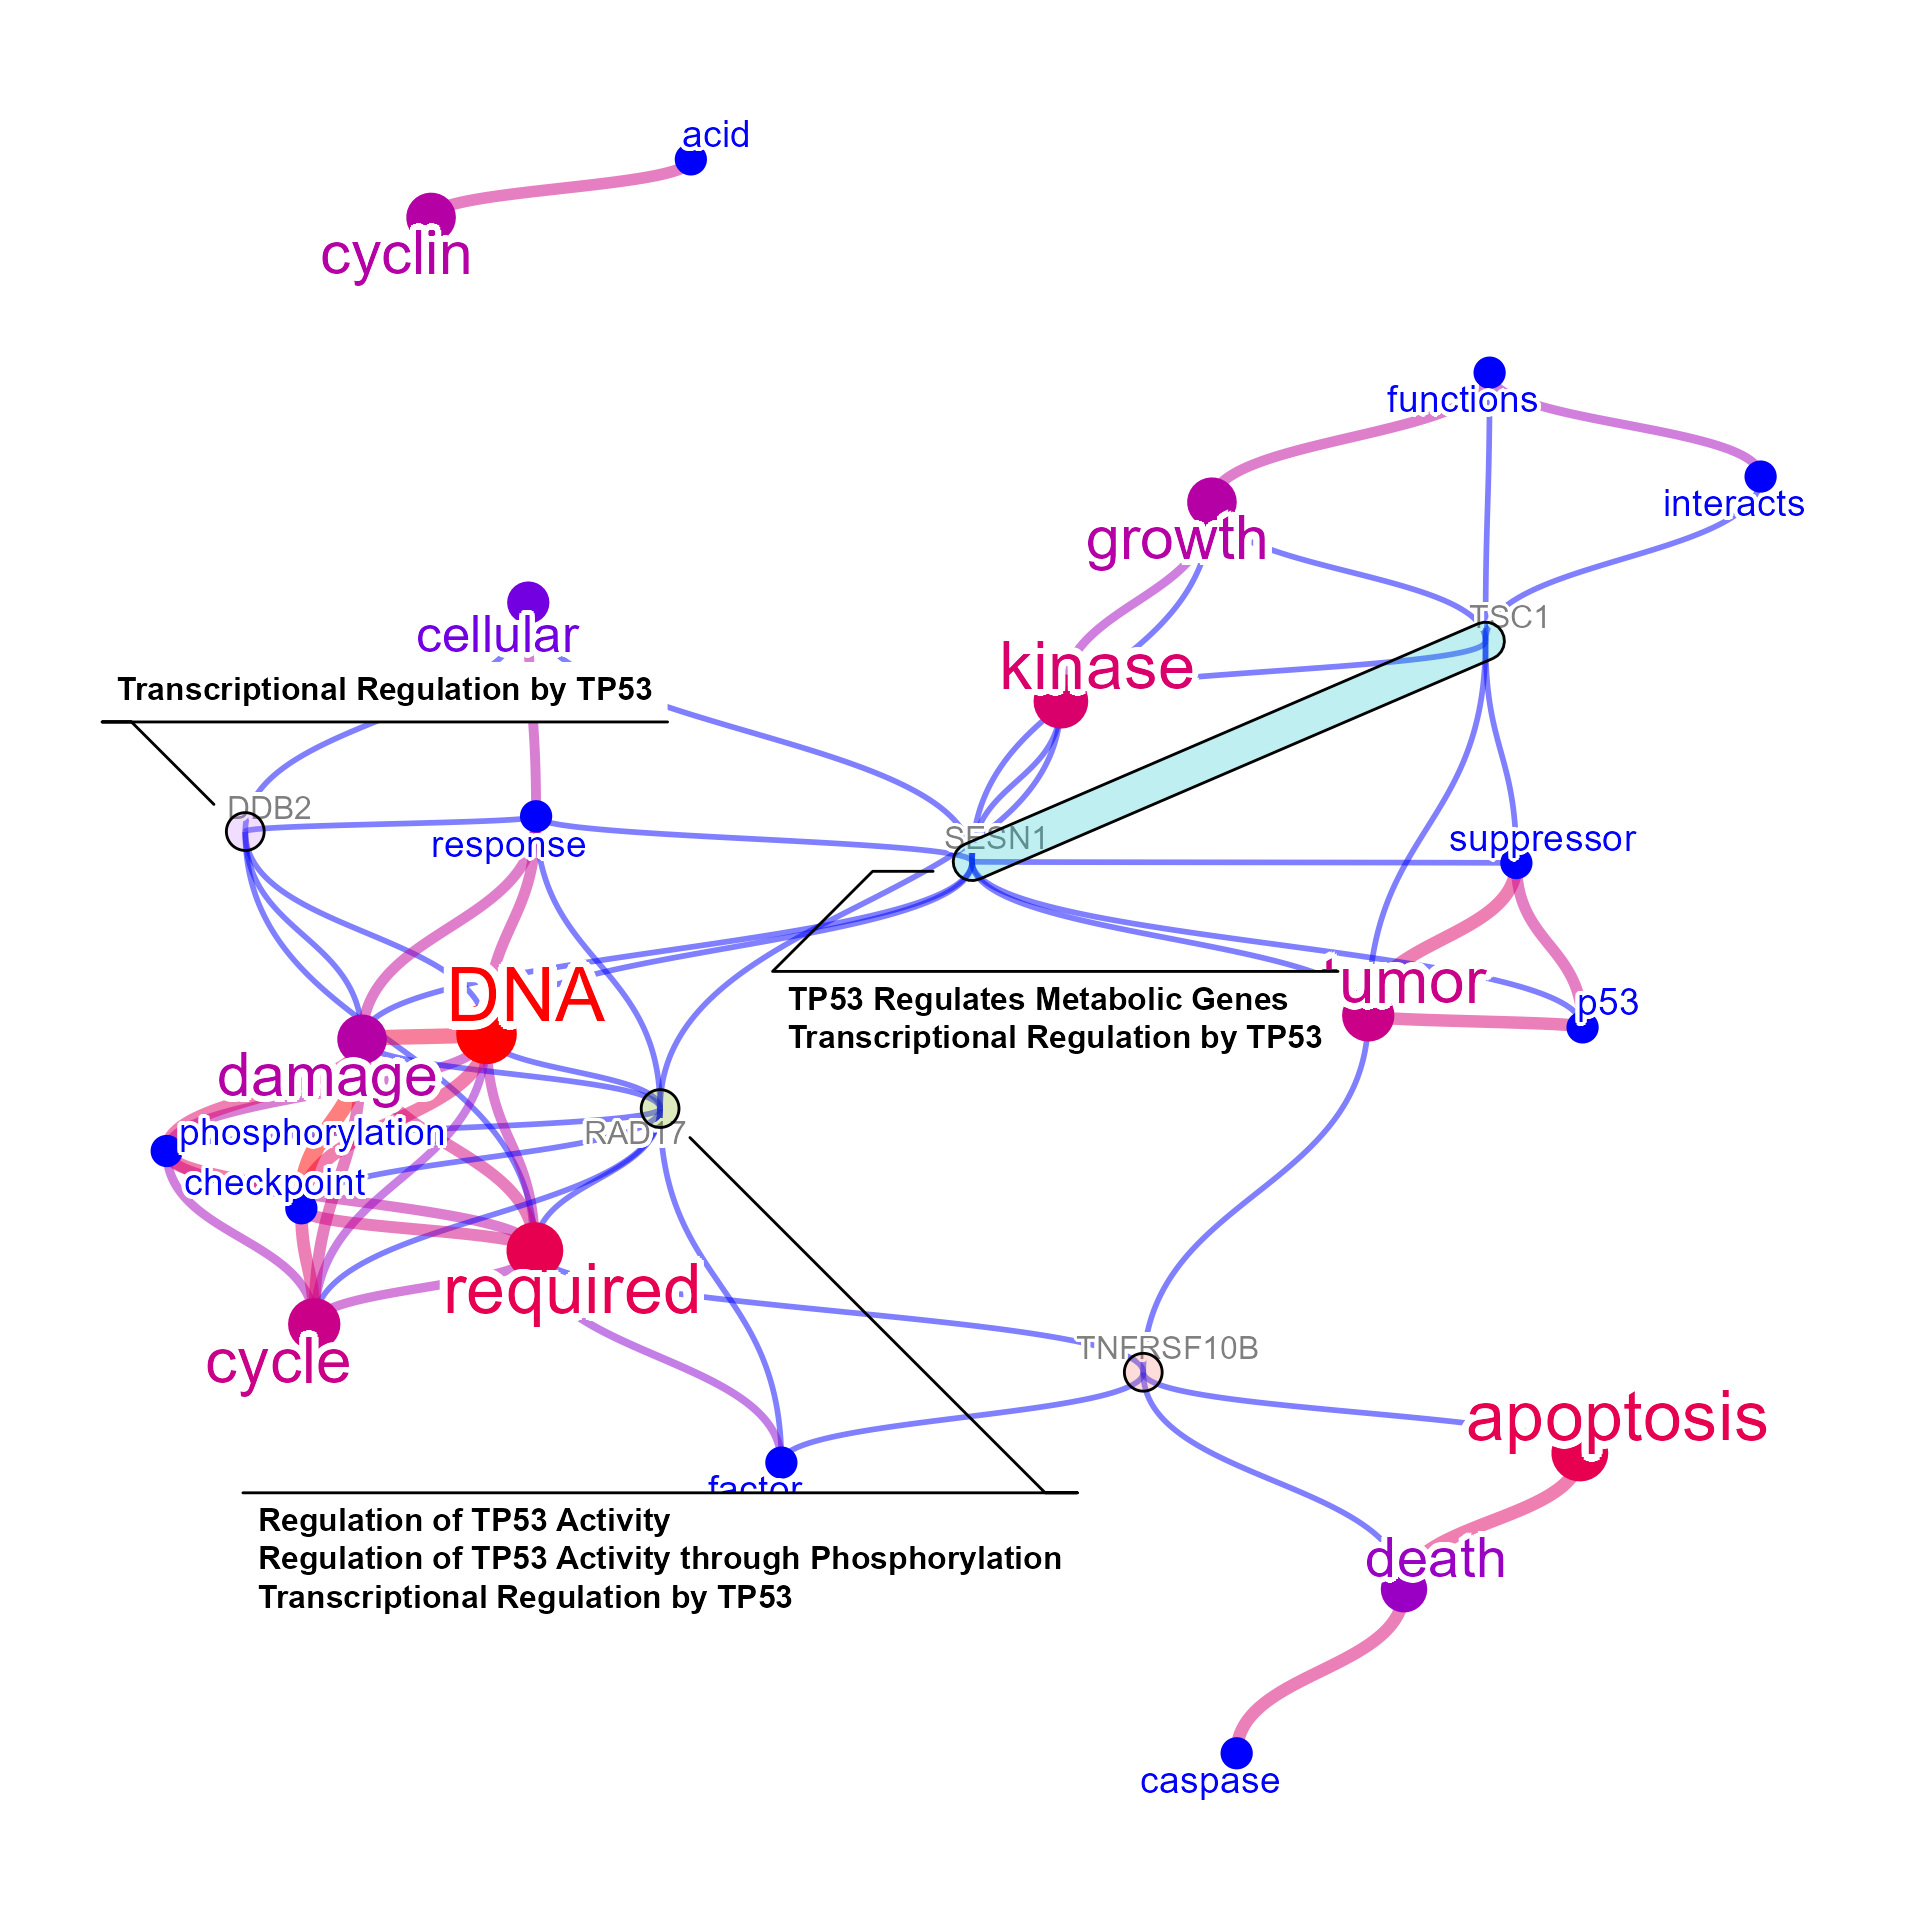 acid
cyclin
functions
interacts
growth
cellular
TSC1
kinase
Transcriptional Regulation by TP53
DDB2
response
SESN1
suppressor
DNA
tumor
TP53 Regulates Metabolic Genes
Transcriptional Regulation by TP53
p53
damage
phosphorylation
RAD17
checkpoint
required
cycle
TNFRSF10B
apoptosis
factor
Regulation of TP53 Activity
Regulation of TP53 Activity through Phosphorylation
Transcriptional Regulation by TP53
death
caspase